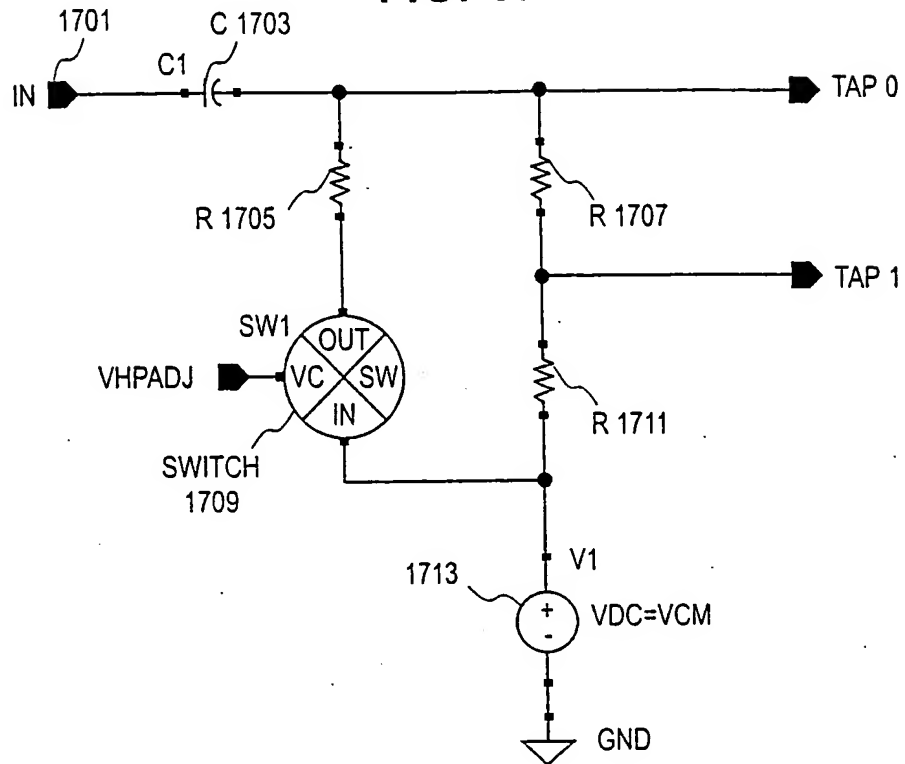 1701
C 1703
C1
IN
TAP 0
R 1705
R 1707
TAP 1
SW1
OUT
VHPADJ
VC
SW
IN
R 1711
SWITCH
1709
1713
V1
+
VDC=VCM
-
GND